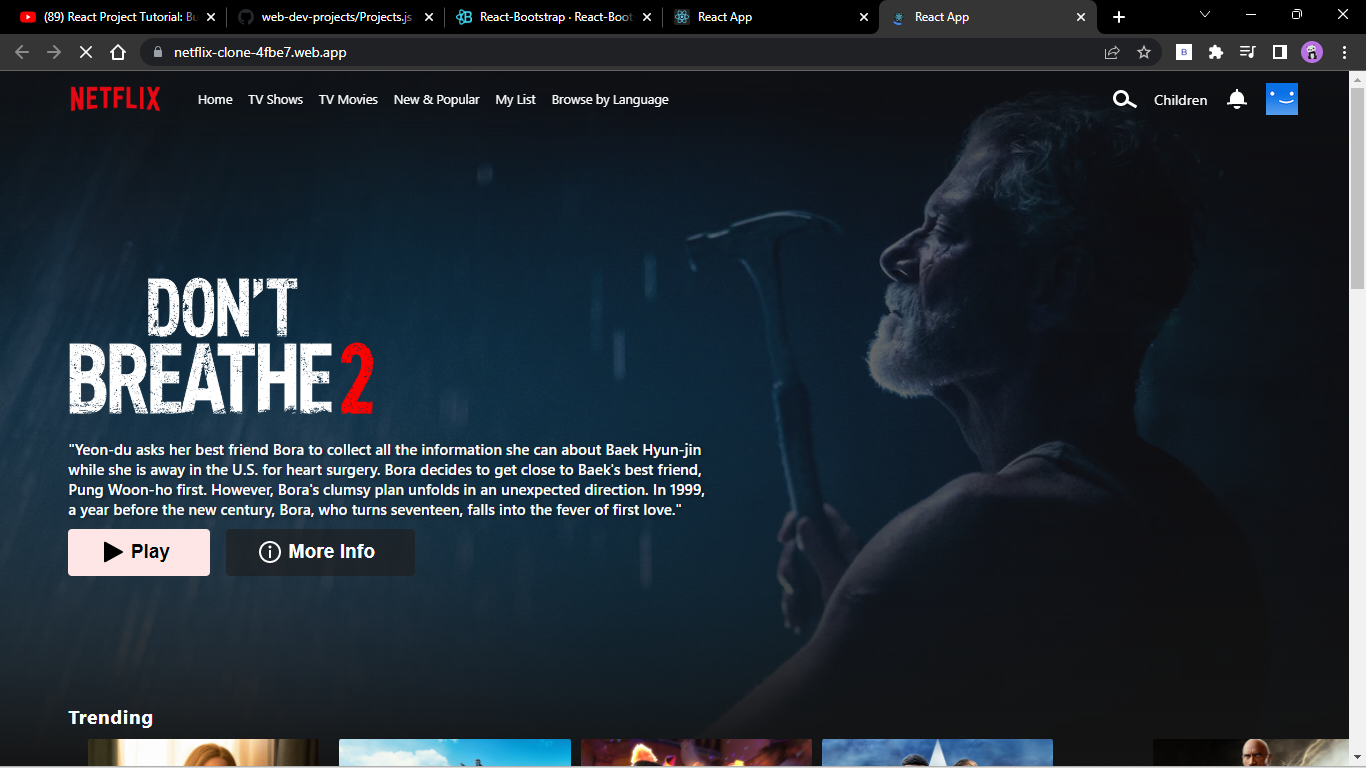 (89) React Project Tutorial: Bu
web-dev-projects/Projects.js
React-Bootstrap · React-Boot
React App
React App
netflix-clone-4fbe7.web.app
B
NETFLIX
Home TV Shows TV Movies New & Popular My List Browse by Language
Children
DON'T
BREATHE 2
"Yeon-du asks her best friend Bora to collect all the information she can about Baek Hyun-jin
while she is away in the U.S. for heart surgery. Bora decides to get close to Baek's best friend,
Pung Woon-ho first. However, Bora's clumsy plan unfolds in an unexpected direction. In 1999,
a year before the new century, Bora, who turns seventeen, falls into the fever of first love."
Play
More Info
Trending